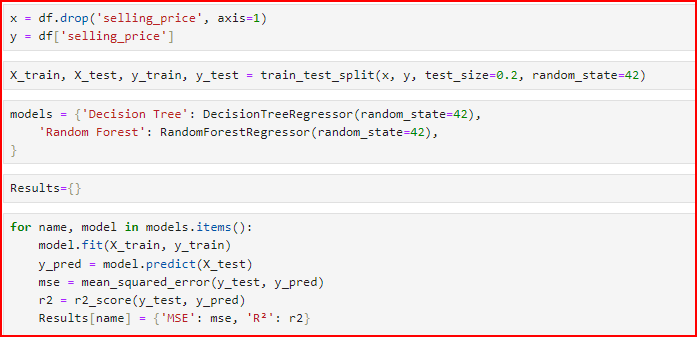 x = df.drop('selling_price', axis=1)
y = df['selling_price']
X_train, X_test, y_train, y_test = train_test_split(x, y, test_size=0.2, random_state=42)
models = {'Decision Tree': DecisionTreeRegressor(random_state=42),
    'Random Forest': RandomForestRegressor(random_state=42),
}
Results={}
for name, model in models.items():
    model.fit(X_train, y_train)
    y_pred = model.predict(X_test)
    mse = mean_squared_error(y_test, y_pred)
    r2 = r2_score(y_test, y_pred)
    Results[name] = {'MSE': mse, 'R²': r2}